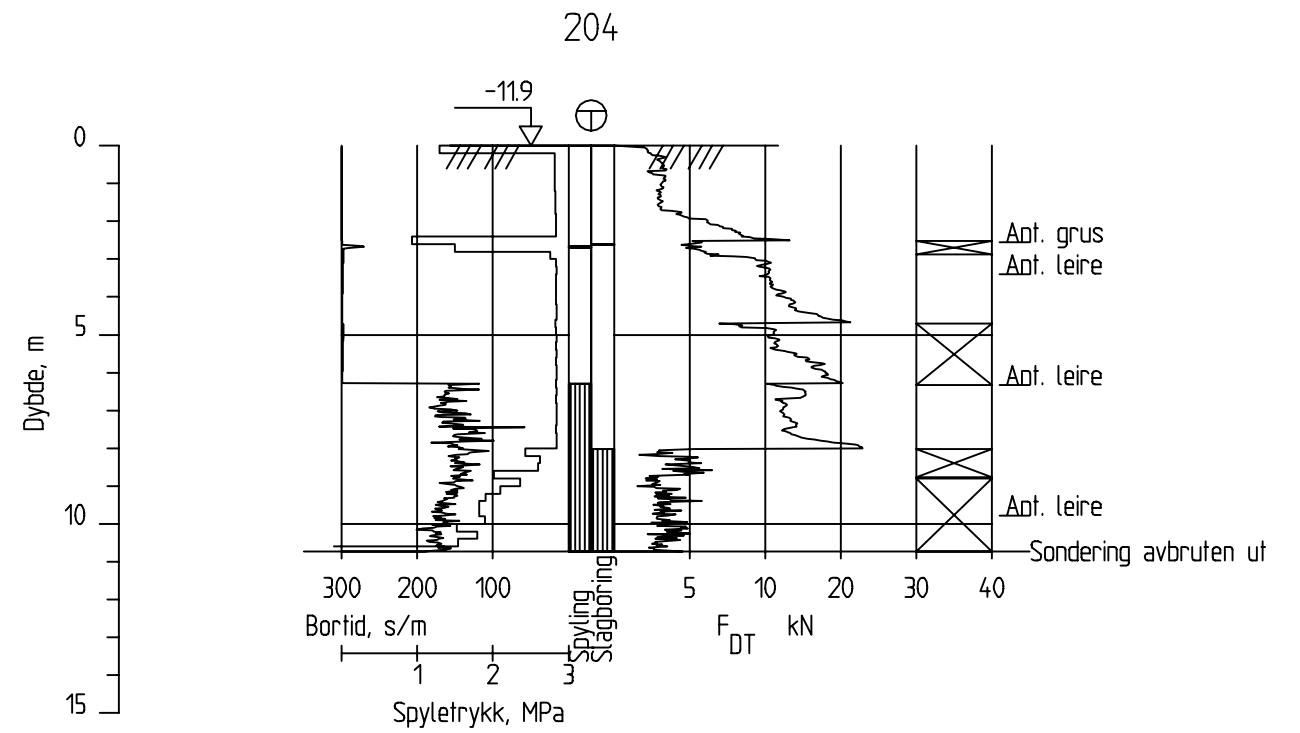 204
-11.9
0
Ant. grus
Ant. leire
5
Ant. leire
Dybde, m
10
Ant. leire
Sondering avbruten ut
300 200 100 5 10 20 30 40
Spyling
Slagboring
Bortid, s/m
FDT kN
1 2 3
15
Spyletrykk, MPa